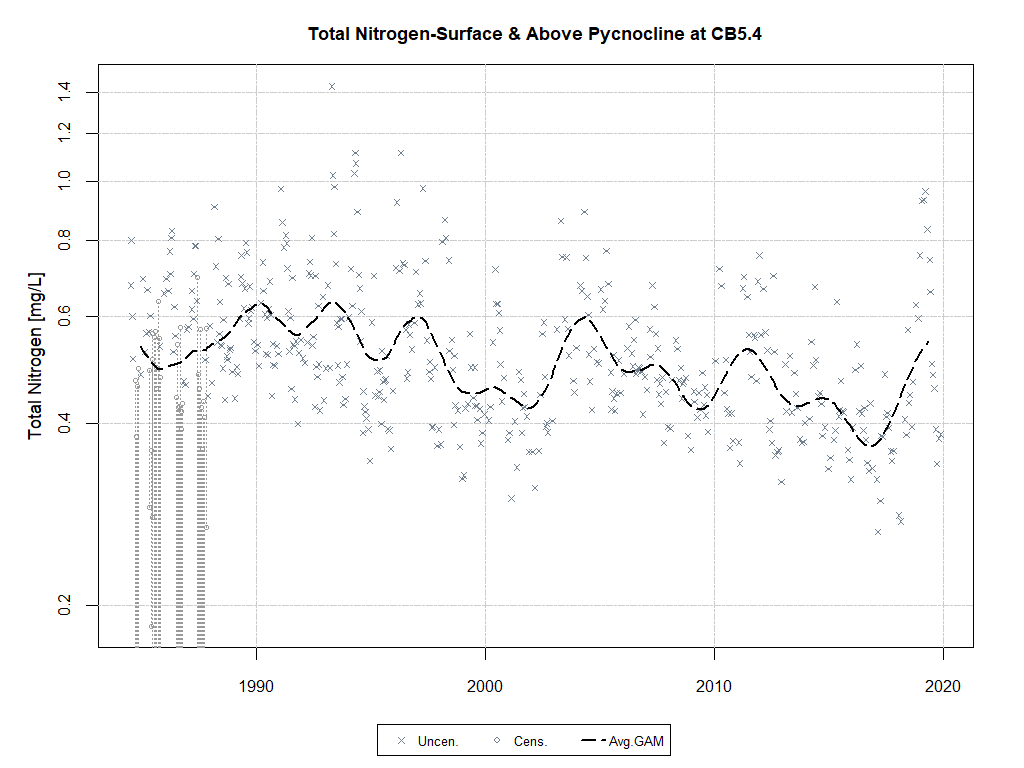 Total Nitrogen-Surface & Above Pycnocline at CB5.4
Total Nitrogen [mg/L]
1.4
1.2
1.0
0.8
0.6
0.4
0.2
1990 2000 2010 2020
Uncen. Cens. Avg.GAM